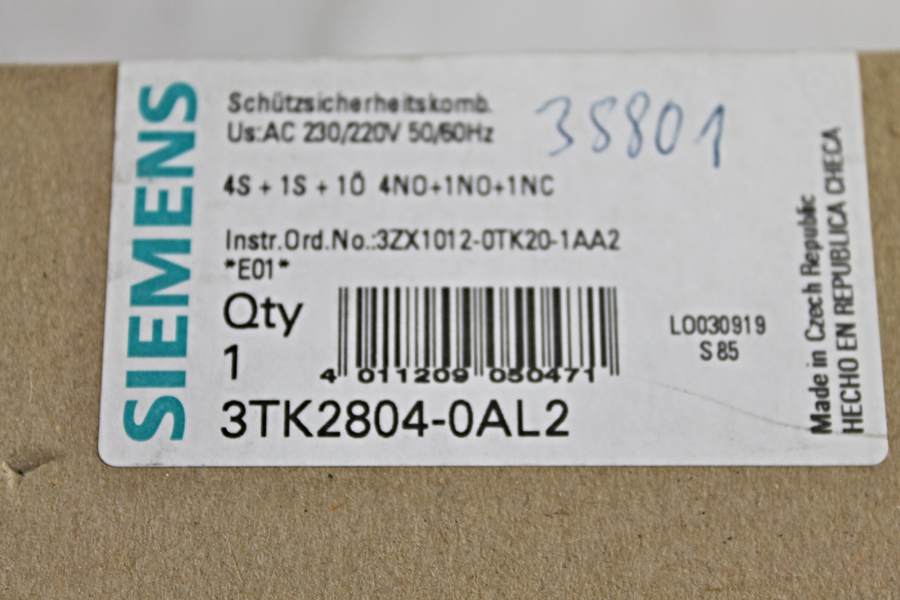 SIEMENS
Schützsicherheitskomb.
Us:AC 230/220V 50/60Hz
38801
4S + 1S + 1Ö 4NO+1NO+1NC
Instr.Ord.No.:3ZX1012-0TK20-1AA2
*E01*
Qty
1
4 011209 050471
LO030919
S 85
3TK2804-0AL2
Made in Czech Republic
HECHO EN REPUBLICA CHECA